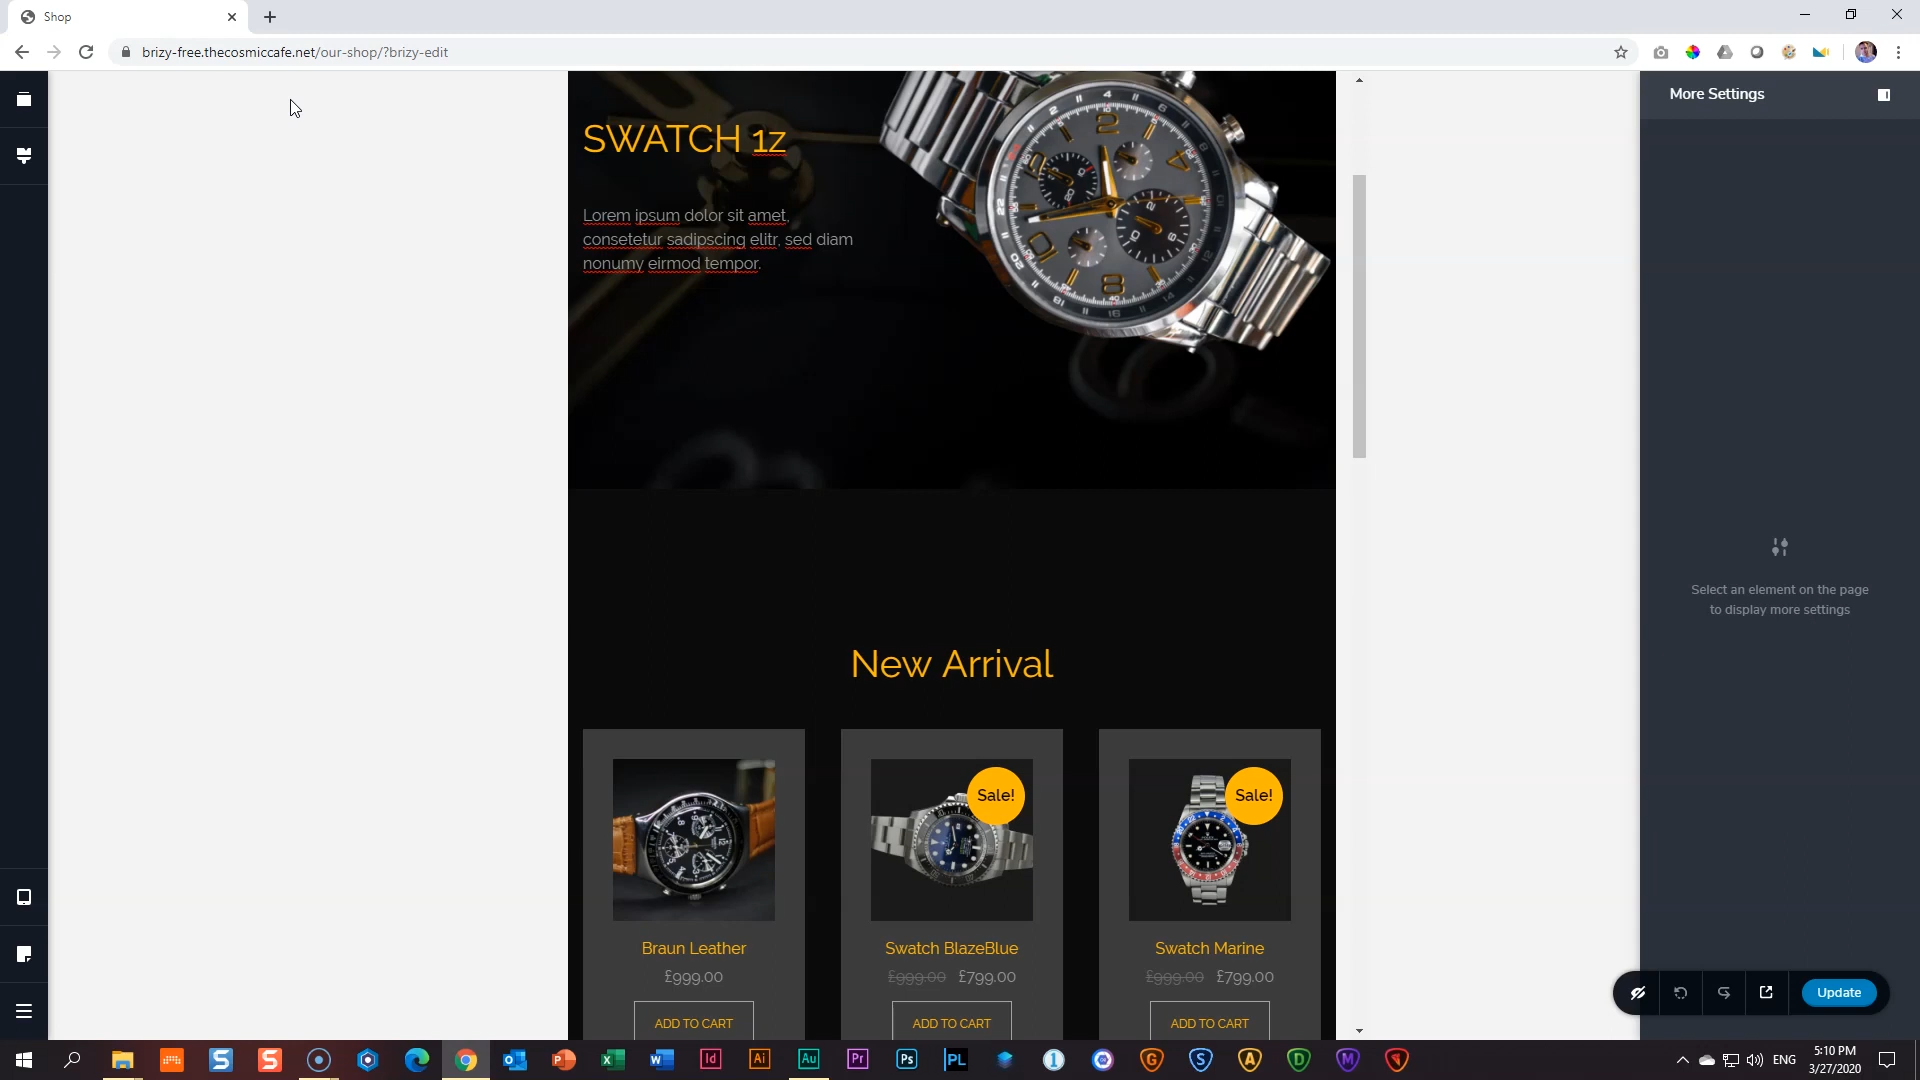 Shop
brizy-free.thecosmiccafe.net/our-shop/?brizy-edit
More Settings
SWATCH 1z
Lorem ipsum dolor sit amet,
consetetur sadipscing elitr, sed diam
nonumy eirmod tempor.
Select an element on the page
to display more settings
New Arrival
Sale!
Sale!
Braun Leather
Swatch BlazeBlue
Swatch Marine
£999.00
£999.00 £799.00
£999.00 £799.00
ADD TO CART
ADD TO CART
ADD TO CART
Update
ENG
5:10 PM
3/27/2020